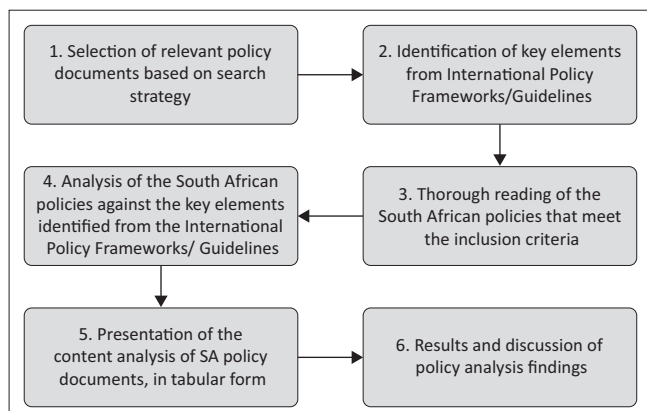 1. Selection of relevant policy
documents based on search
strategy
2. Identification of key elements
from International Policy
Frameworks/Guidelines
3. Thorough reading of the
South African policies that meet
the inclusion criteria
4. Analysis of the South African
policies against the key elements
identified from the International
Policy Frameworks/ Guidelines
5. Presentation of the
content analysis of SA policy
documents, in tabular form
6. Results and discussion of
policy analysis findings